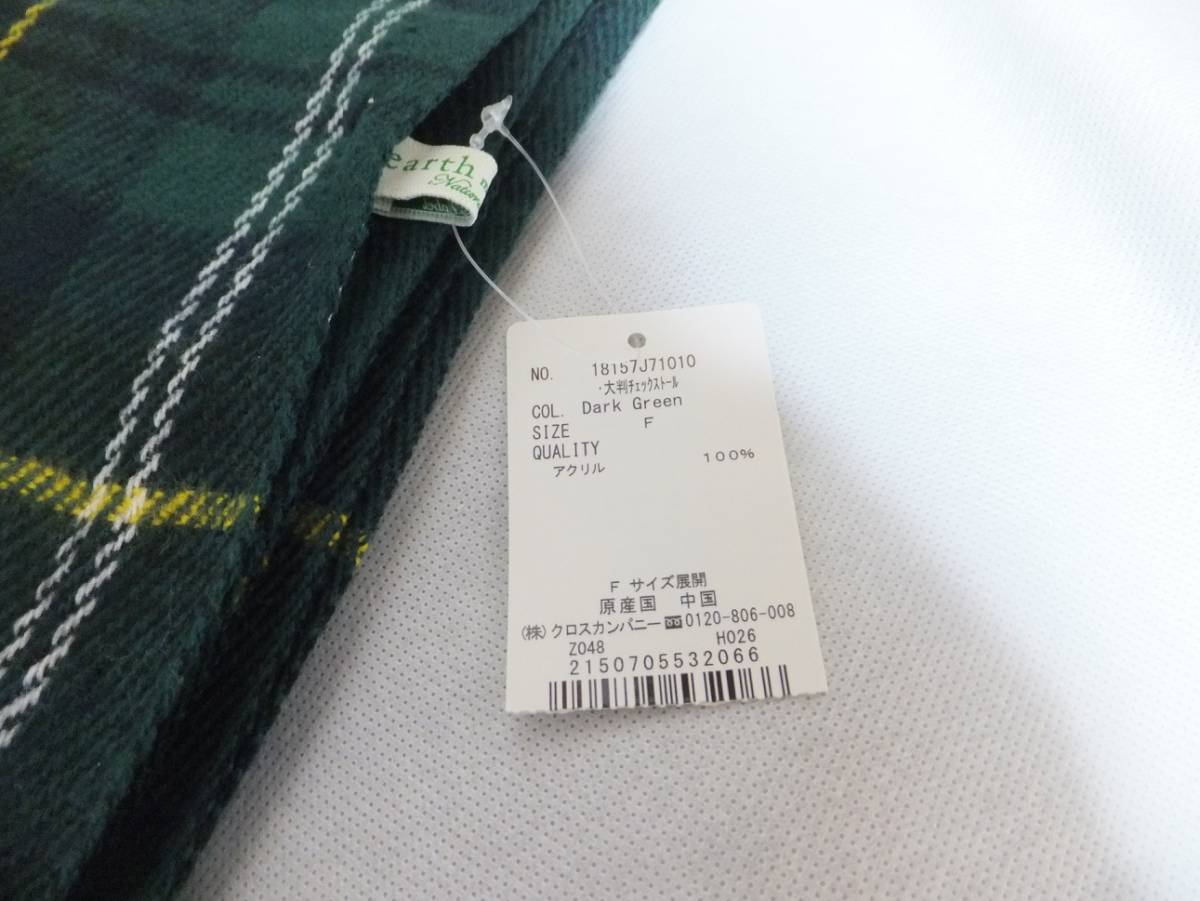 earth
Natur
NO. 18157J71010
・大判チェックストール
COL. Dark Green
SIZE F
QUALITY
アクリル 100%
F サイズ展開
原産国 中国
(株)クロスカンパニー 0120-806-008
Z048 H026
2150705532066